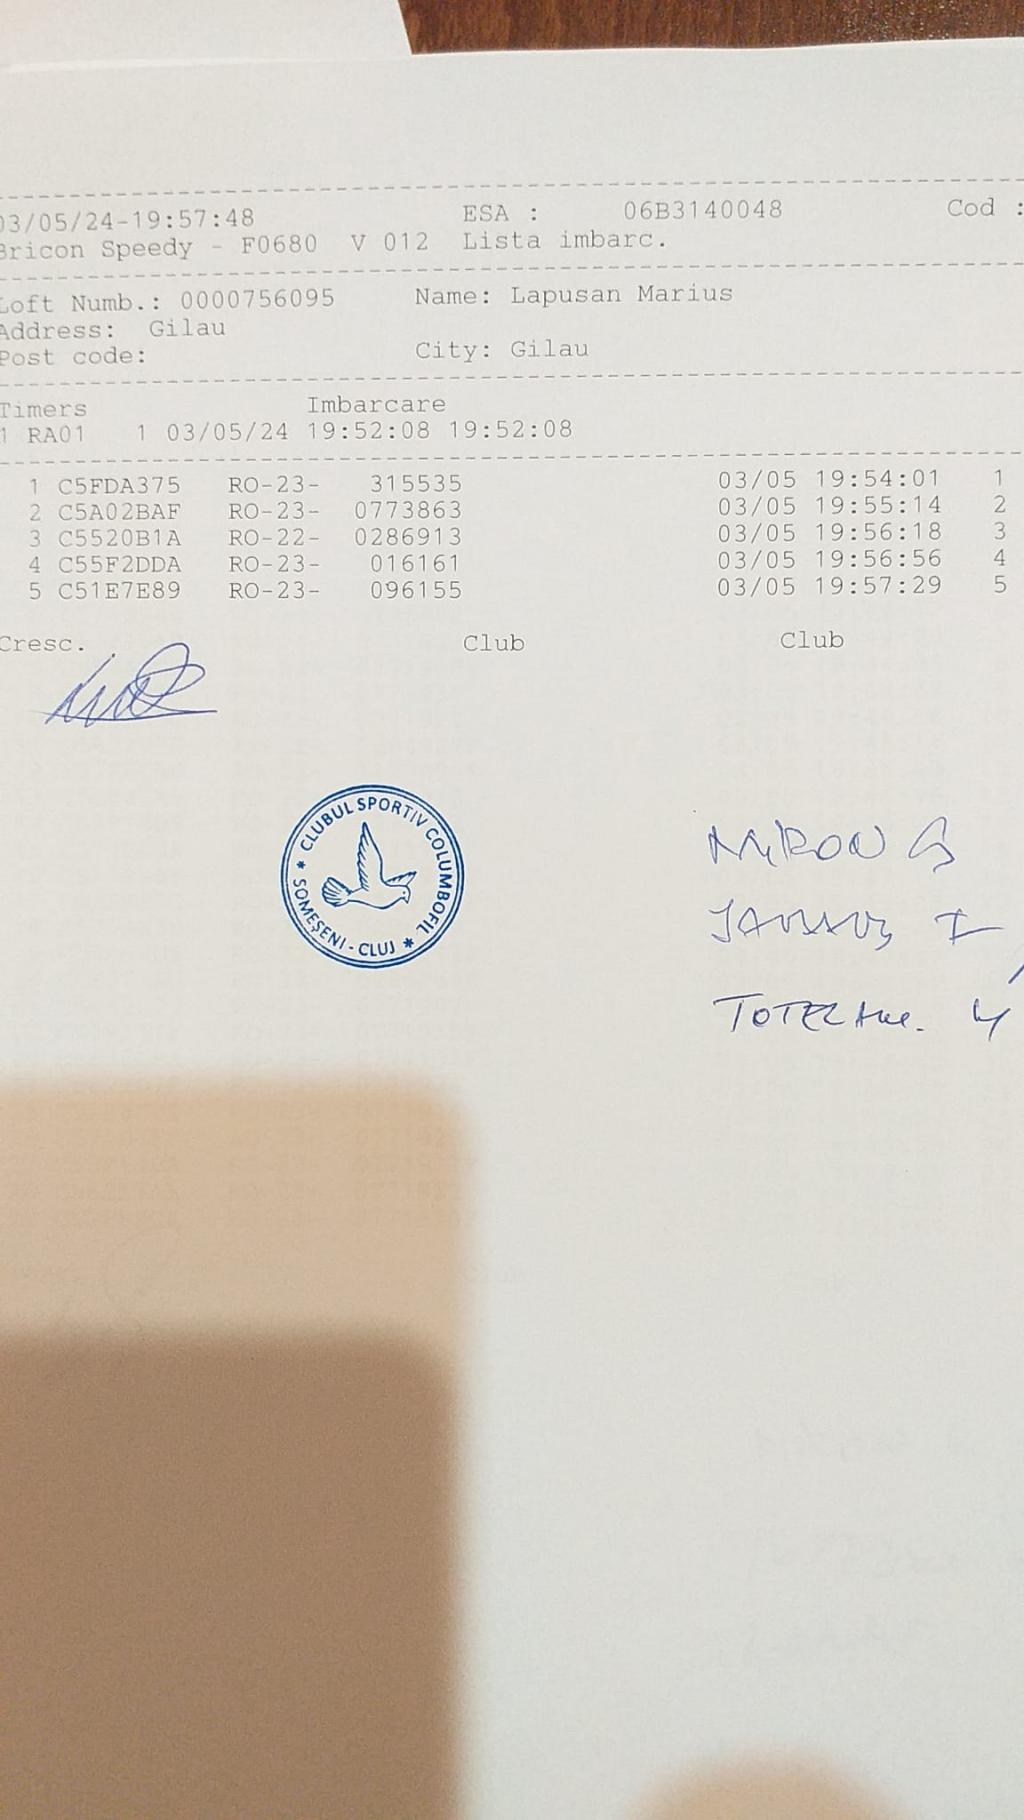 03/05/24-19:57:48 ESA : 06B3140048 Cod :
Bricon Speedy - F0680 V 012 Lista imbarc.
Loft Numb.: 0000756095 Name: Lapusan Marius
Address: Gilau
Post code: City: Gilau
Timers Imbarcare
1 RA01 1 03/05/24 19:52:08 19:52:08
1 C5FDA375 RO-23- 315535 03/05 19:54:01 1
2 C5A02BAF RO-23- 0773863 03/05 19:55:14 2
3 C5520B1A RO-22- 0286913 03/05 19:56:18 3
4 C55F2DDA RO-23- 016161 03/05 19:56:56 4
5 C51E7E89 RO-23- 096155 03/05 19:57:29 5
Cresc. Club Club
* CLUBUL SPORTIV COLUMBOFIL *
SOMEȘENI - CLUJ
MIRON G